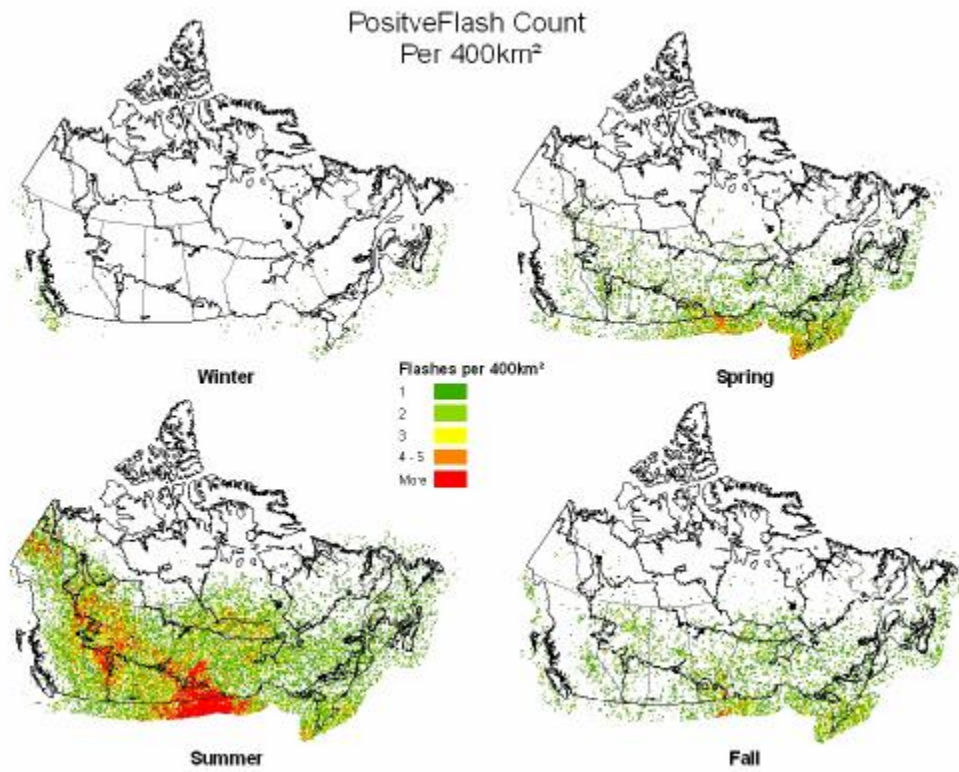 PositveFlash Count
Per 400km²
Winter
Spring
Flashes per 400km²
1
2
3
4 - 5
More
Summer
Fall